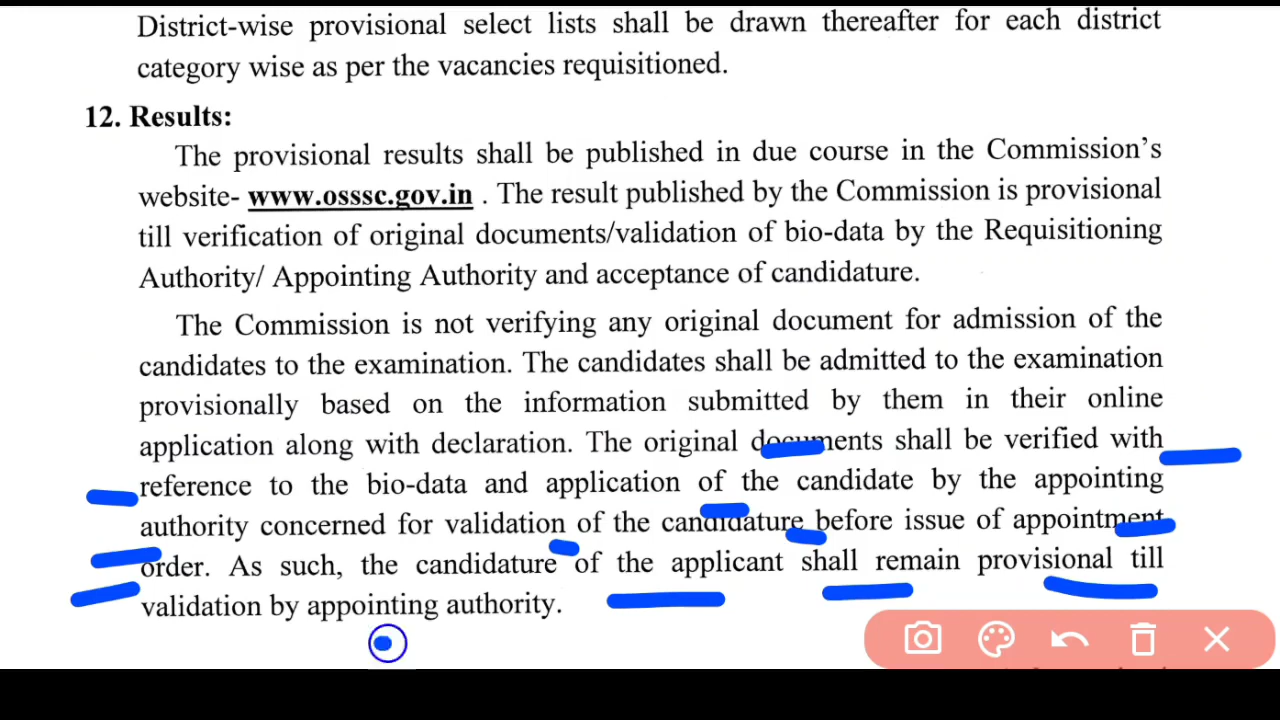 District-wise provisional select lists shall be drawn thereafter for each district
category wise as per the vacancies requisitioned.
12. Results:
The provisional results shall be published in due course in the Commission's
website- www.osssc.gov.in . The result published by the Commission is provisional
till verification of original documents/validation of bio-data by the Requisitioning
Authority/ Appointing Authority and acceptance of candidature.
The Commission is not verifying any original document for admission of the
candidates to the examination. The candidates shall be admitted to the examination
provisionally based on the information submitted by them in their online
application along with declaration. The original documents shall be verified with
reference to the bio-data and application of the candidate by the appointing
authority concerned for validation of the candidature before issue of appointment
order. As such, the candidature of the applicant shall remain provisional till
validation by appointing authority.